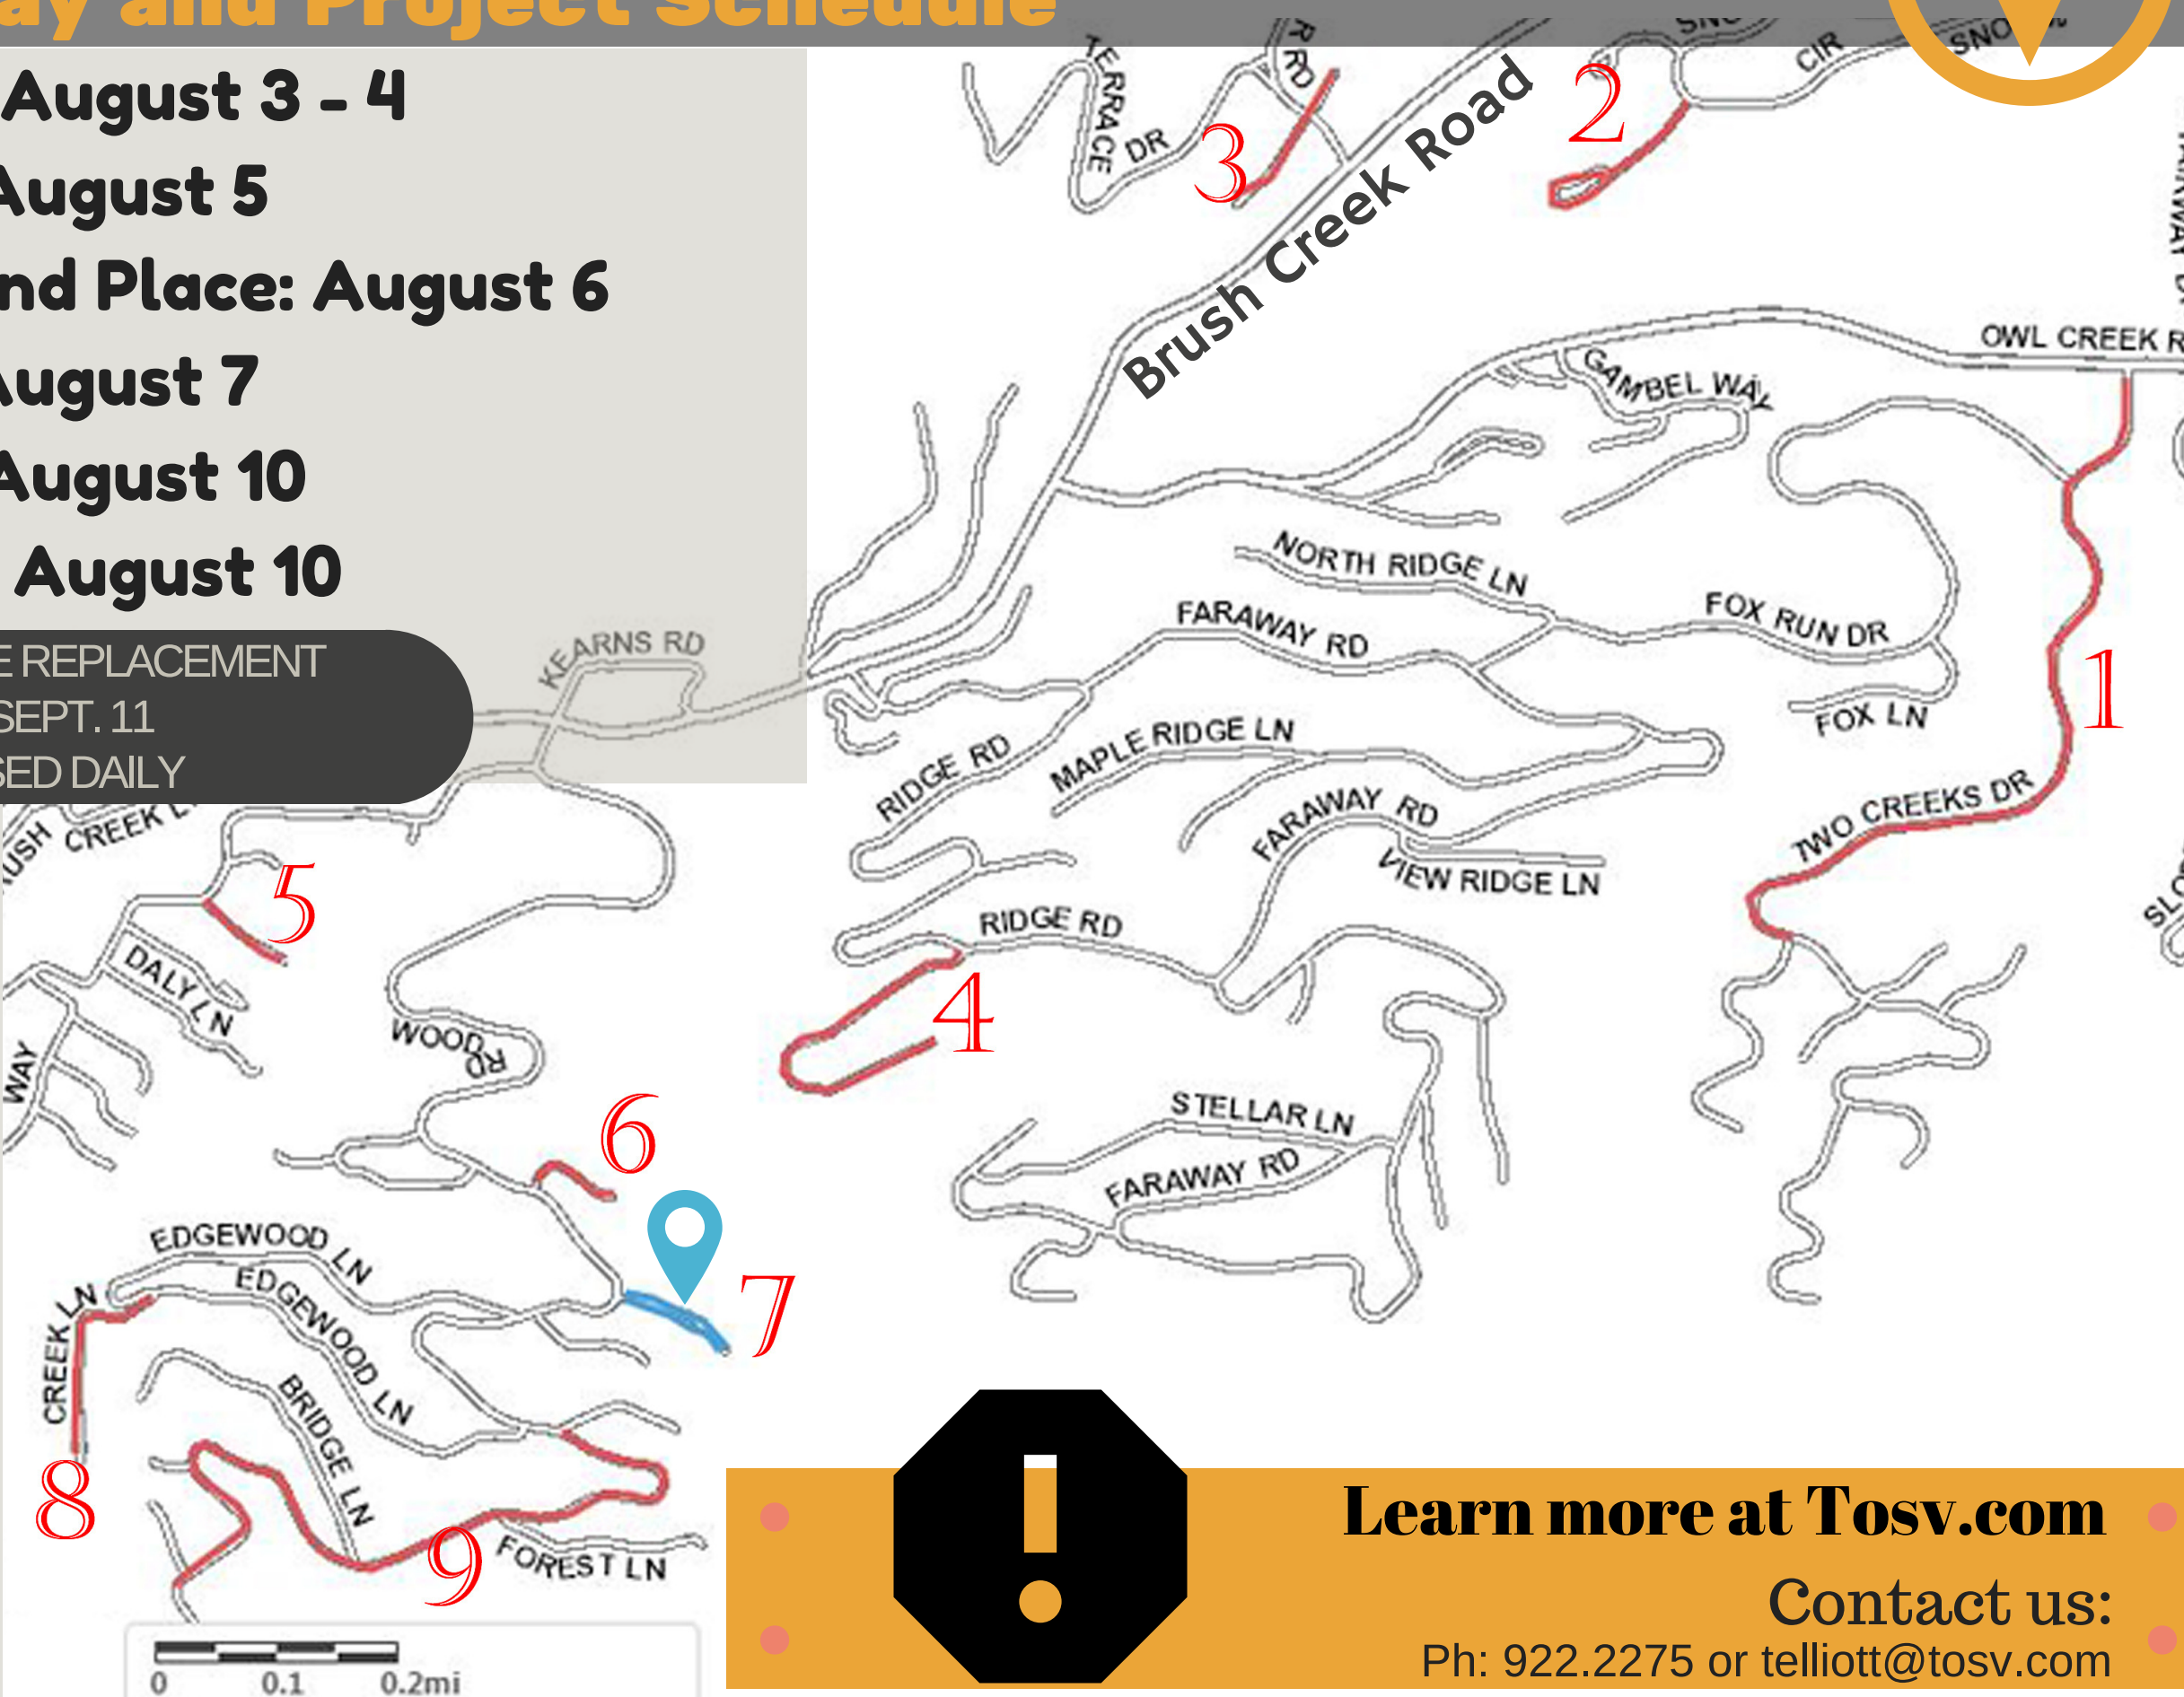 ay and Project Schedule
August 3 - 4
August 5
nd Place: August 6
August 7
August 10
August 10
E REPLACEMENT
SEPT. 11
SED DAILY
TERRACE DR
R RD
Brush Creek Road
CIR
OWL CREEK R
GAMBEL WAY
NORTH RIDGE LN
FARAWAY RD
FOX RUN DR
FOX LN
KEARNS RD
RIDGE RD
MAPLE RIDGE LN
FARAWAY RD
VIEW RIDGE LN
TWO CREEKS DR
RIDGE RD
CREEK L
USH
DALY LN
WAY
WOOD RD
STELLAR LN
FARAWAY RD
EDGEWOOD LN
EDGEWOOD LN
CREEK LN
BRIDGE LN
FOREST LN
1
2
3
4
5
6
7
8
9
0 0.1 0.2mi
!
Learn more at Tosv.com
Contact us:
Ph: 922.2275 or telliott@tosv.com